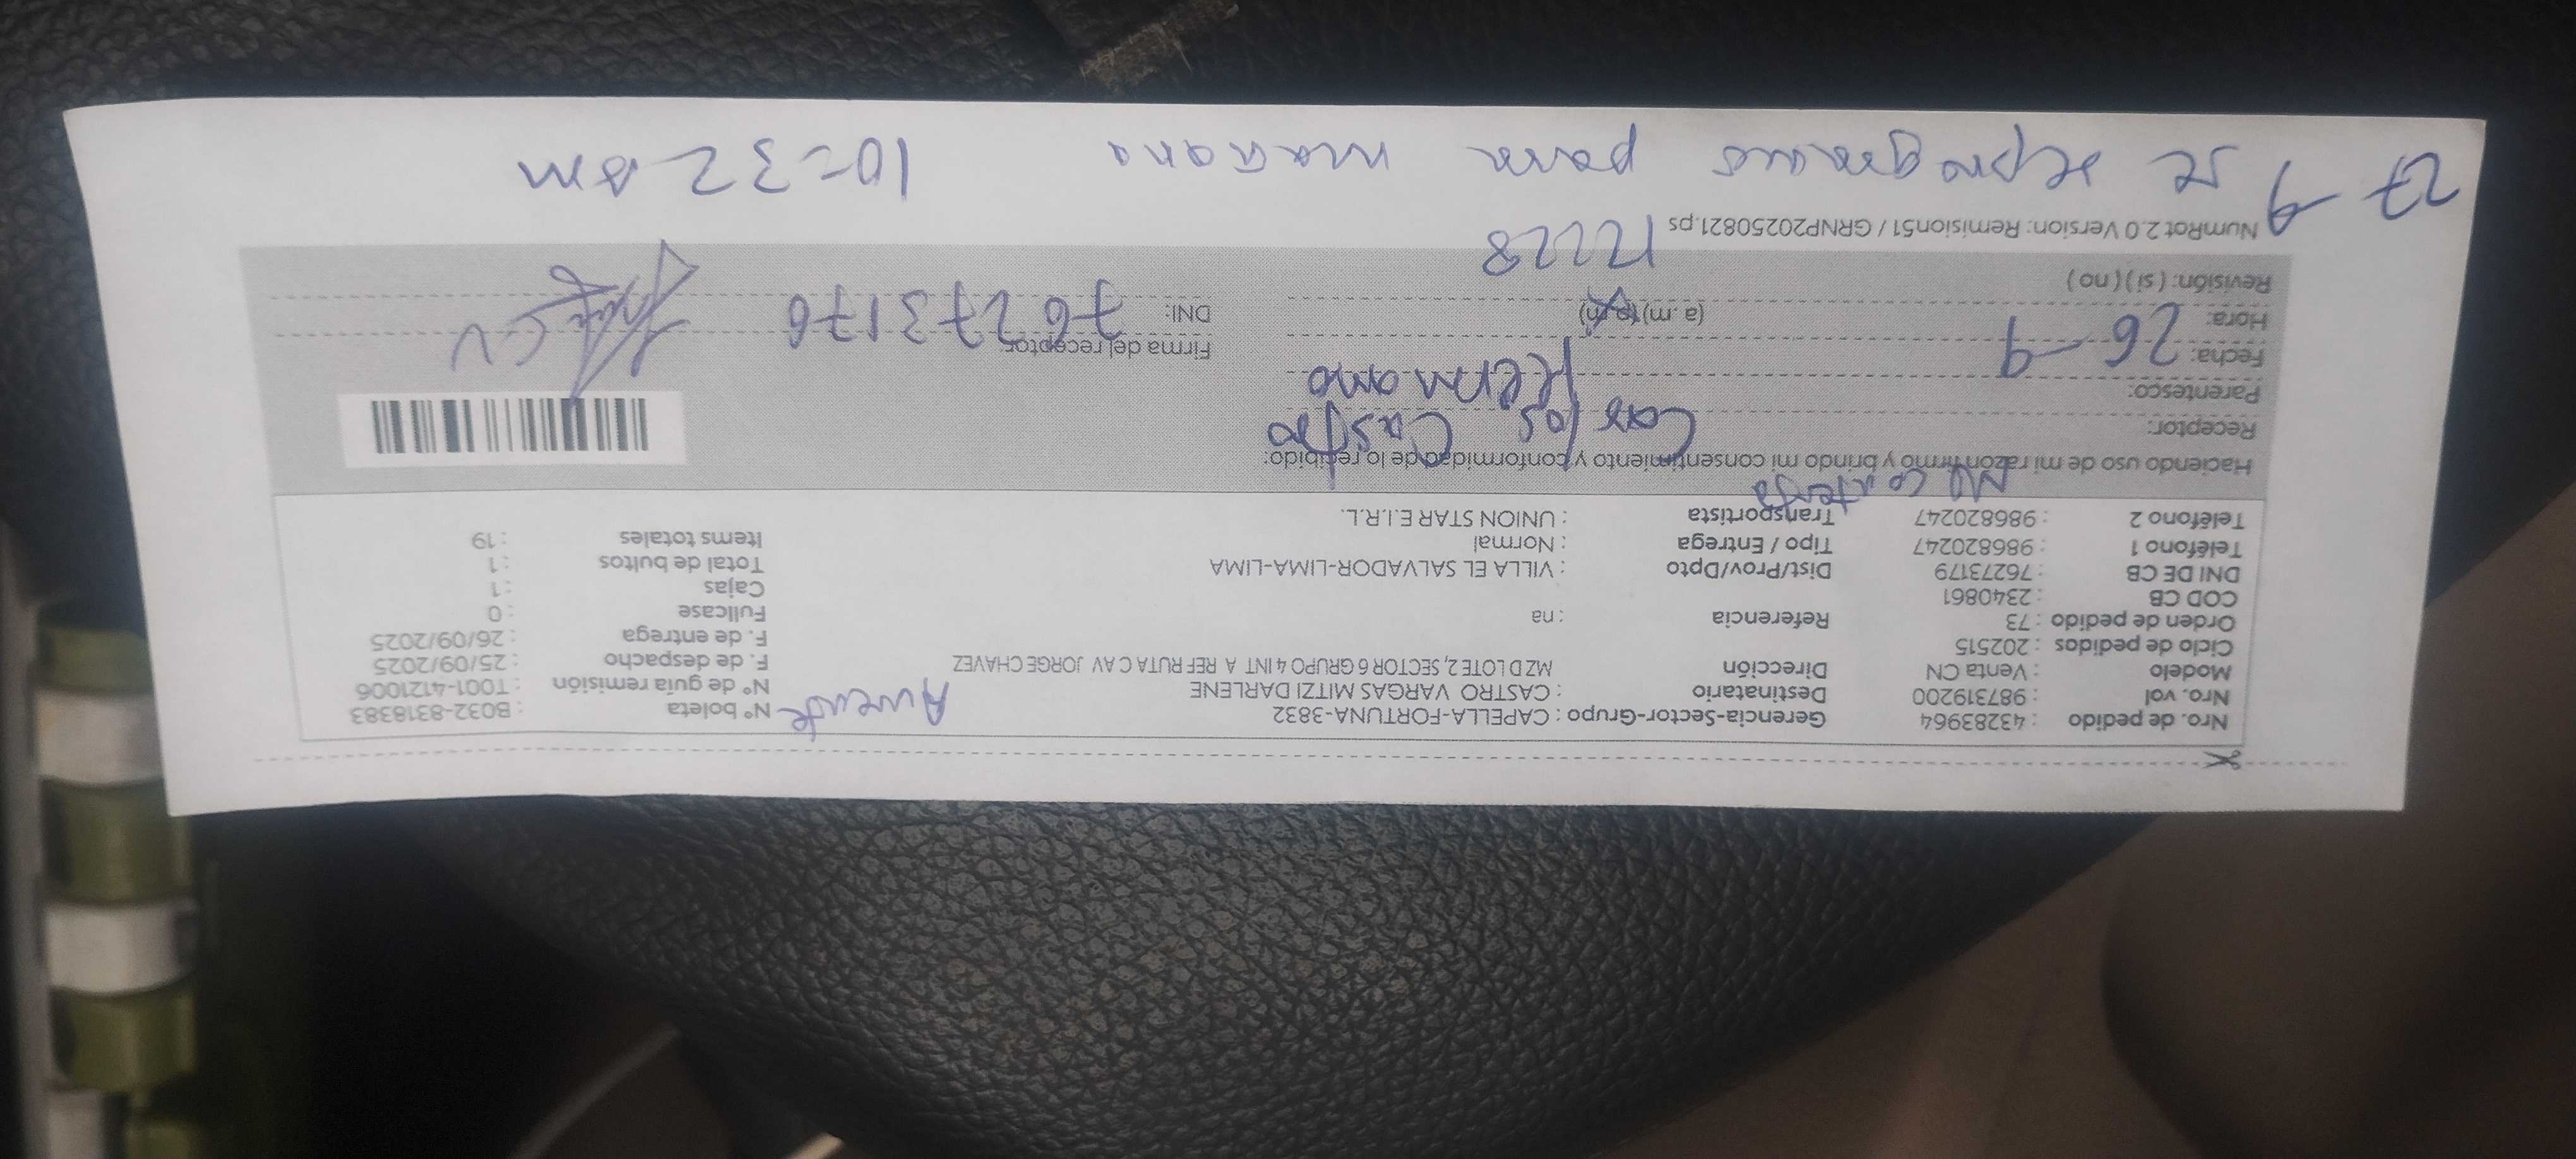 Nro. de pedido : 43283964 Gerencia-Sector-Grupo : CAPELLA-FORTUNA-3832 N° boleta : B032-8318383
Nro. vol : 987319200 Destinatario : CASTRO VARGAS MITZI DARLENE N° de guía remisión : T001-4121006
Modelo : Venta CN Dirección MZ D LOTE 2, SECTOR 6 GRUPO 4 INT A REF RUTA C AV JORGE CHAVEZ F. de despacho : 25/09/2025
Ciclo de pedidos : 202515 F. de entrega : 26/09/2025
Orden de pedido : 73 Referencia : na Fullcase : 0
COD CB : 2340861 Cajas : 1
DNI DE CB : 76273179 Dist/Prov/Dpto : VILLA EL SALVADOR-LIMA-LIMA Total de bultos : 1
Teléfono 1 : 986820247 Tipo / Entrega : Normal Items totales : 19
Teléfono 2 : 986820247 Transportista : UNION STAR E.I.R.L.
No contesta
Haciendo uso de mi razón firmo y brindo mi consentimiento y conformidad de lo recibido:
Receptor: Carlos Castro
Parentesco: Hermano
Fecha: 26-9 Firma del receptor:
Hora: (a.m) (p.m) DNI: 76273176
Revisión: ( si ) ( no ) 12228
NumRot 2.0 Version: Remision51 / GRNP20250821.ps
27-9 se para mañana 10=32 am